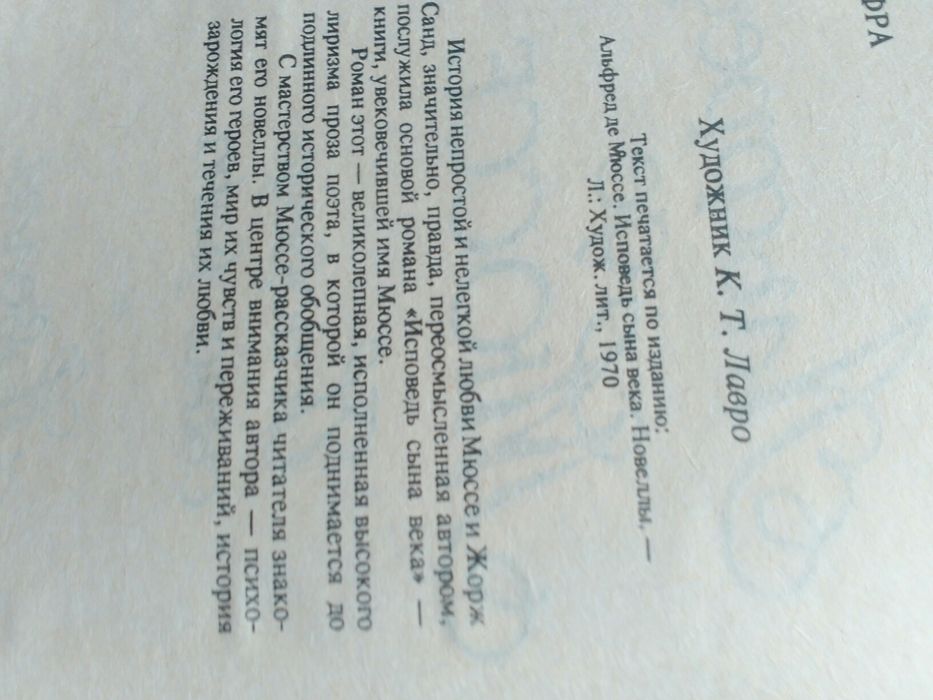 ФРА
Художник К. Т. Лавро
Текст печатается по изданию:
Альфред де Мюссе. Исповедь сына века. Новеллы, —
Л.: Худож. лит., 1970
История непростой и нелегкой любви Мюссе и Жорж
Санд, значительно, правда, переосмысленная автором,
послужила основой романа «Исповедь сына века» —
книги, увековечившей имя Мюссе.
Роман этот — великолепная, исполненная высокого
лиризма проза поэта, в которой он поднимается до
подлинного исторического обобщения.
С мастерством Мюссе-рассказчика читателя знако-
мят его новеллы. В центре внимания автора — психо-
логия его героев, мир их чувств и переживаний, история
зарождения и течения их любви.